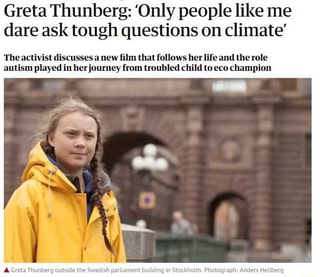 Greta Thunberg: ‘Only people like me
dare ask tough questions on climate’
The activist discusses a new film that follows her life and the role
autism played in her journey from troubled child to eco champion
▲ Greta Thunberg outside the Swedish parliament building in Stockholm. Photograph: Anders Hellberg